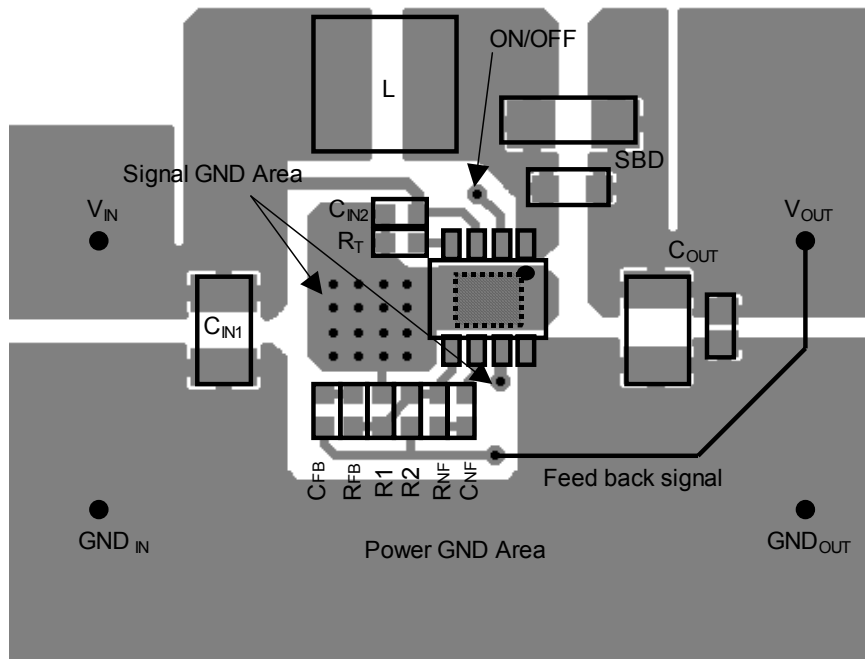 ON/OFF
L
SBD
Signal GND Area
CIN2
VIN
RT
VOUT
COUT
CIN1
CFB
RFB
R1
R2
RNF
CNF
Feed back signal
GND IN
GNDOUT
Power GND Area